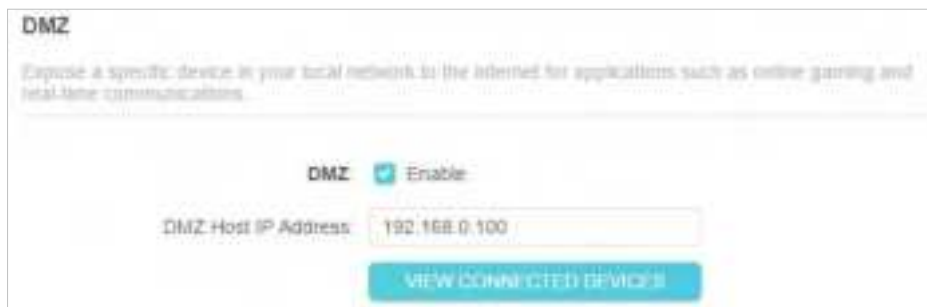 DMZ
Expose a specific device in your local network to the internet for applications such as online gaming and
real-time communications.
DMZ Enable
DMZ Host IP Address: 192.168.0.100
VIEW CONNECTED DEVICES